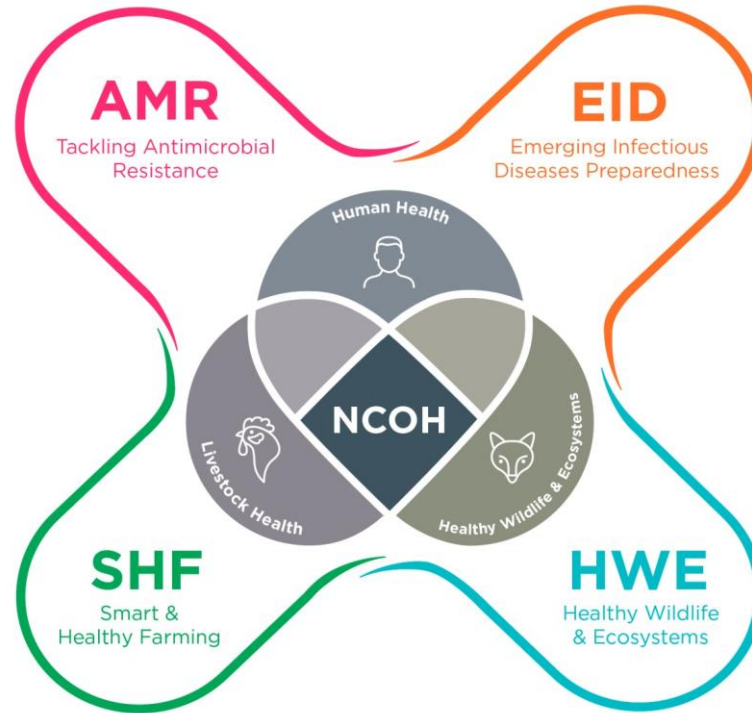 AMR
Tackling Antimicrobial
Resistance
EID
Emerging Infectious
Diseases Preparedness
Human Health
NCOH
Livestock Health
Healthy Wildlife & Ecosystems
SHF
Smart &
Healthy Farming
HWE
Healthy Wildlife
& Ecosystems